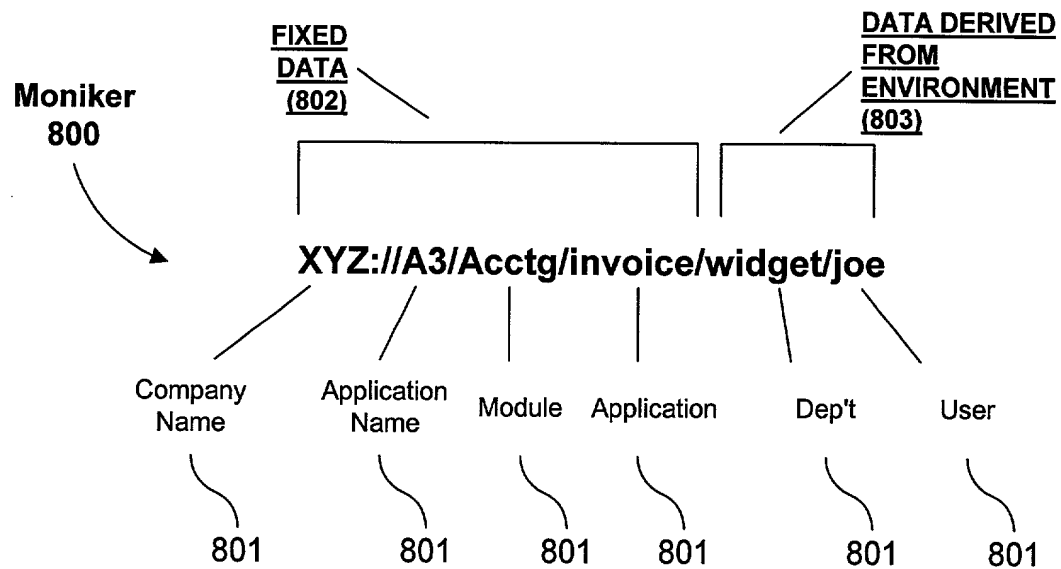 FIXED
DATA
(802)
DATA DERIVED
FROM
ENVIRONMENT
(803)
Moniker
800
XYZ://A3/Acctg/invoice/widget/joe
Company
Name
Application
Name
Module
Application
Dep't
User
801
801
801
801
801
801